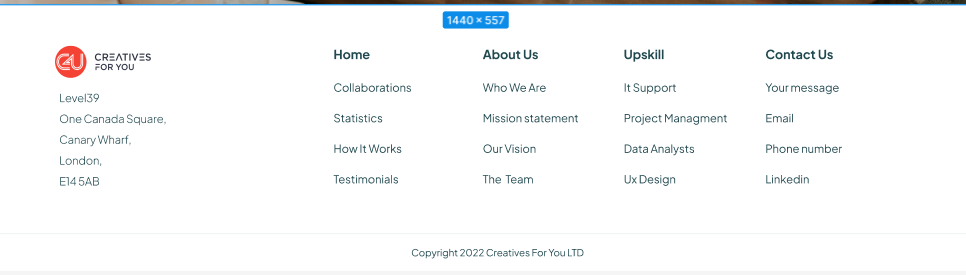 1440 × 557
C4U CREATIVES
FOR YOU
Level39
One Canada Square,
Canary Wharf,
London,
E14 5AB
Home
Collaborations
Statistics
How It Works
Testimonials
About Us
Who We Are
Mission statement
Our Vision
The Team
Upskill
It Support
Project Managment
Data Analysts
Ux Design
Contact Us
Your message
Email
Phone number
Linkedin
Copyright 2022 Creatives For You LTD